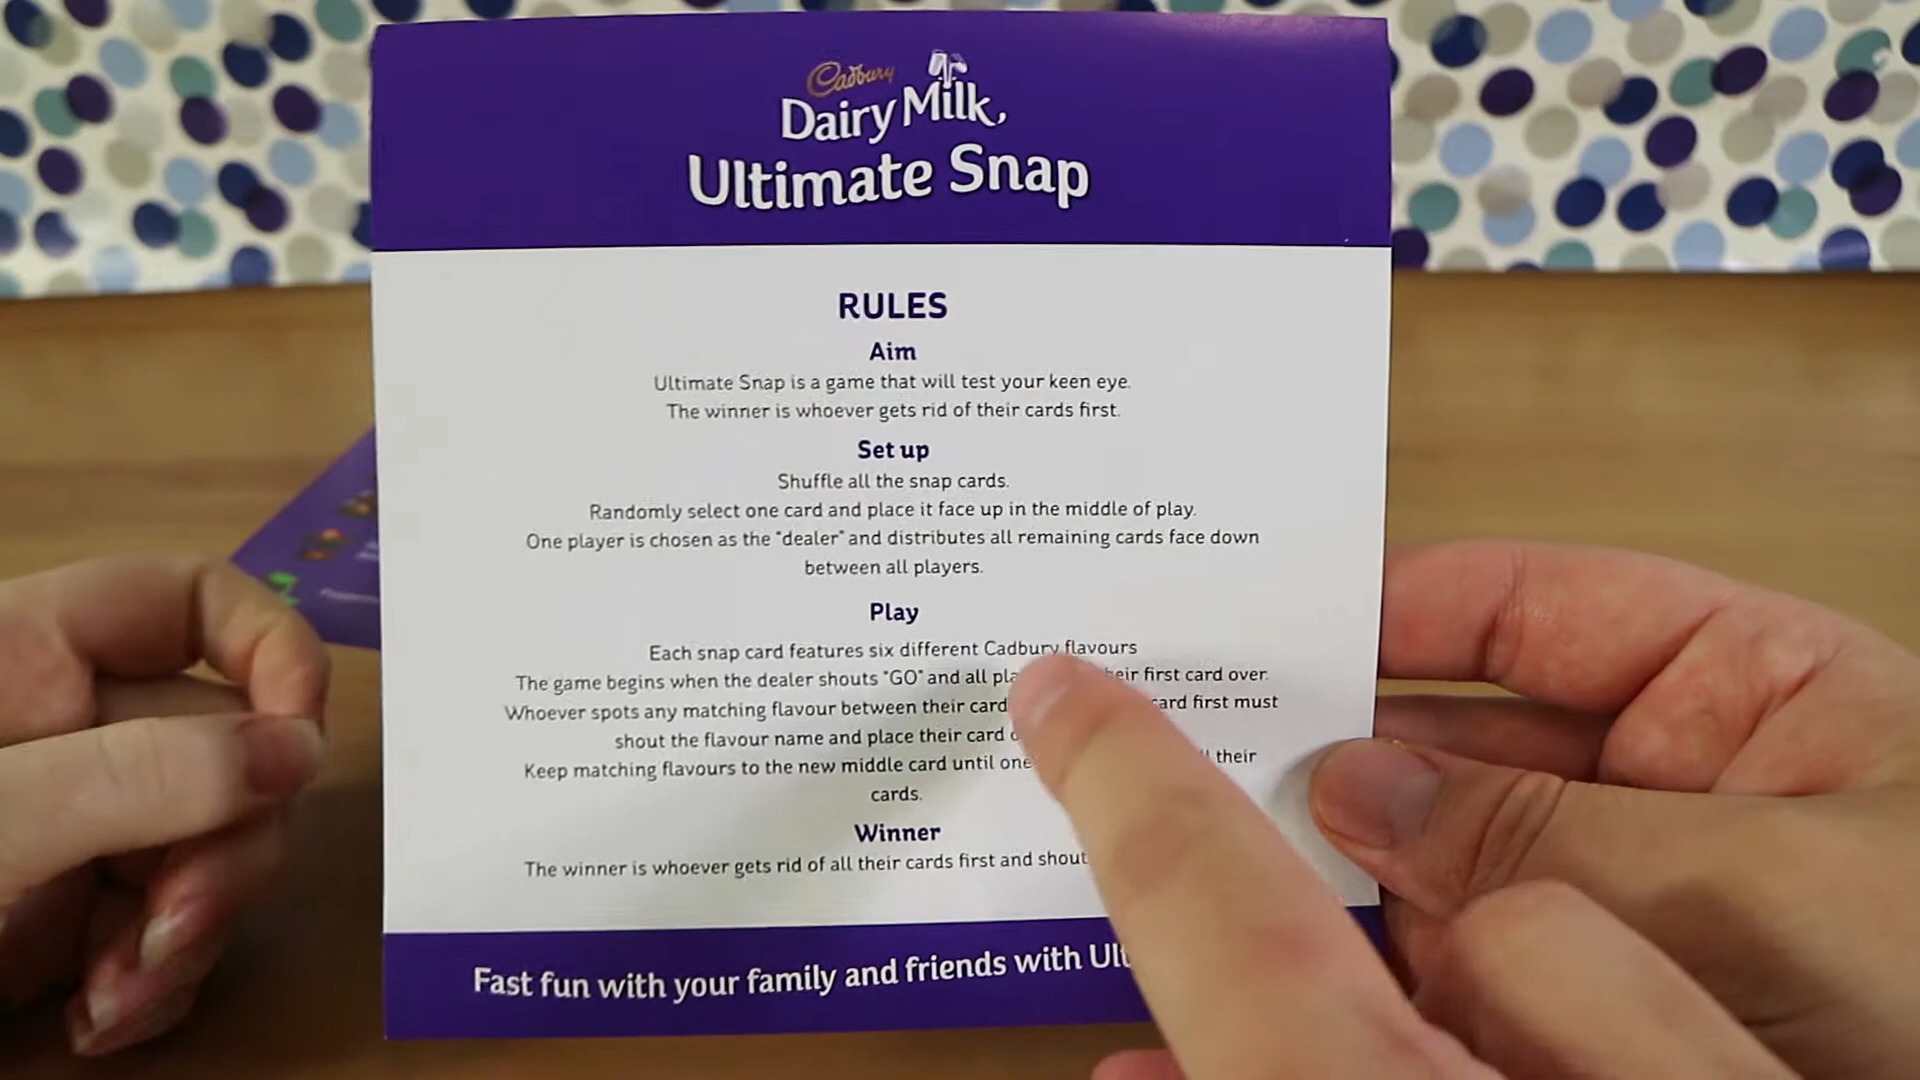 Cadbury
Dairy Milk
Ultimate Snap
RULES
Aim
Ultimate Snap is a game that will test your keen eye.
The winner is whoever gets rid of their cards first.
Set up
Shuffle all the snap cards.
Randomly select one card and place it face up in the middle of play.
One player is chosen as the "dealer" and distributes all remaining cards face down
between all players.
Play
Each snap card features six different Cadbury flavours
The game begins when the dealer shouts "GO" and all first card over.
Whoever spots any matching flavour between their card first must
shout the flavour name and place their card
Keep matching flavours to the new middle card until one their
cards.
Winner
The winner is whoever gets rid of all their cards first and
Fast fun with your family and friends with